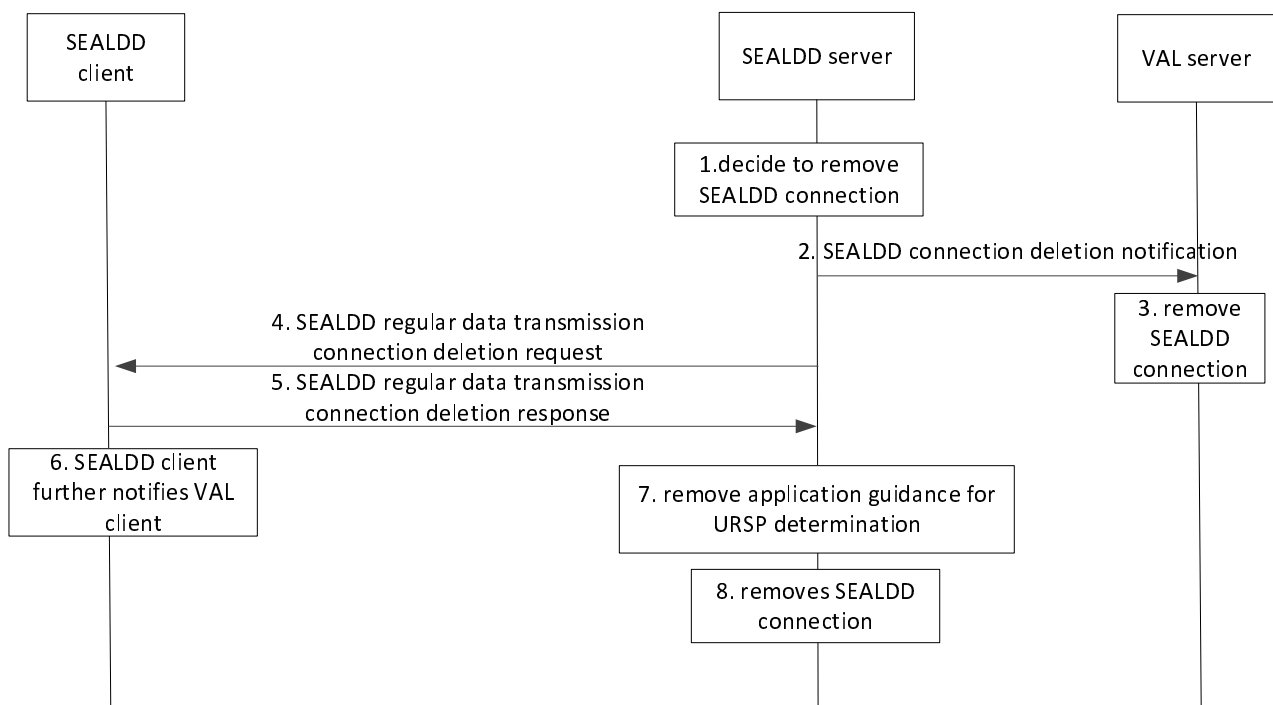 SEALDD
client
SEALDD server
VAL server
1.decide to remove
SEALDD connection
2. SEALDD connection deletion notification
3. remove
SEALDD
connection
4. SEALDD regular data transmission
connection deletion request
5. SEALDD regular data transmission
connection deletion response
6. SEALDD client
further notifies VAL
client
7. remove application guidance for
URSP determination
8. removes SEALDD
connection